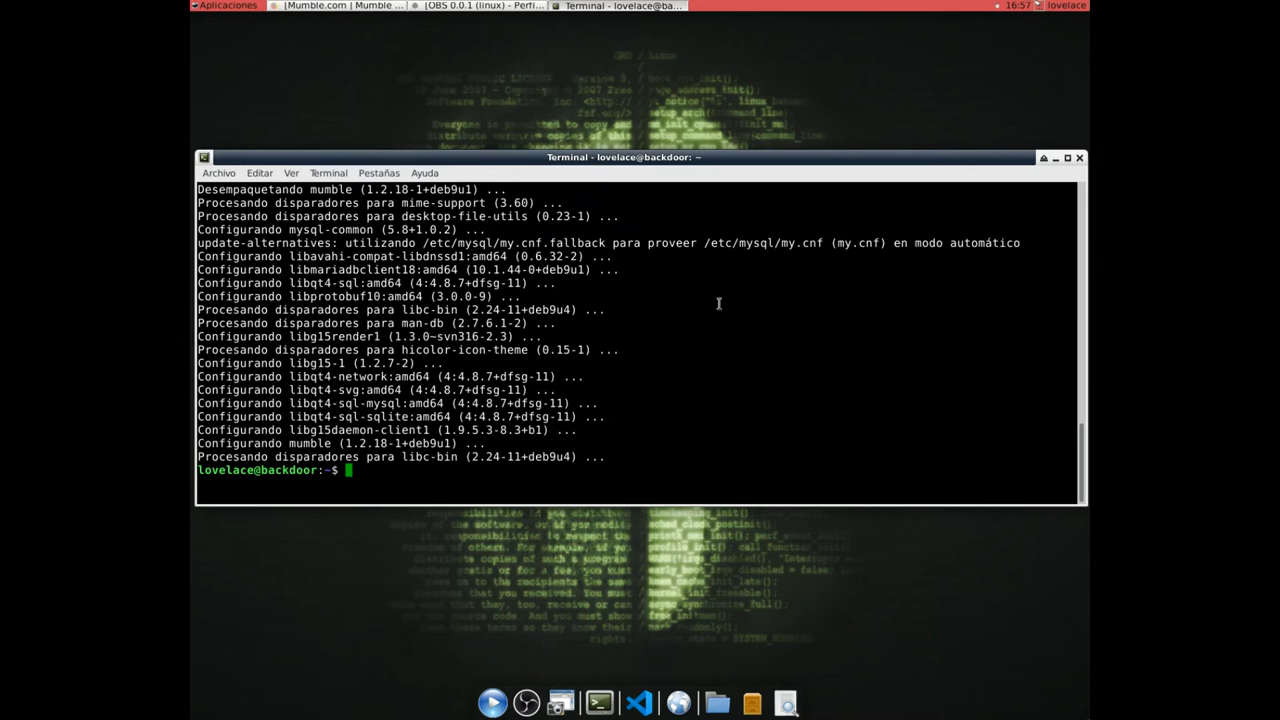 Aplicaciones
[Mumble.com | Mumble ...
[OBS 0.0.1 (linux) - Perfi...
Terminal - lovelace@ba...
16:57
lovelace
GNU / linux
Terminal - lovelace@backdoor: ~
Archivo Editar Ver Terminal Pestañas Ayuda
Desempaquetando mumble (1.2.18-1+deb9u1) ...
Procesando disparadores para mime-support (3.60) ...
Procesando disparadores para desktop-file-utils (0.23-1) ...
Configurando mysql-common (5.8+1.0.2) ...
update-alternatives: utilizando /etc/mysql/my.cnf.fallback para proveer /etc/mysql/my.cnf (my.cnf) en modo automático
Configurando libavahi-compat-libdnssd1:amd64 (0.6.32-2) ...
Configurando libmariadbclient18:amd64 (10.1.44-0+deb9u1) ...
Configurando libqt4-sql:amd64 (4:4.8.7+dfsg-11) ...
Configurando libprotobuf10:amd64 (3.0.0-9) ...
Procesando disparadores para libc-bin (2.24-11+deb9u4) ...
Procesando disparadores para man-db (2.7.6.1-2) ...
Configurando libg15render1 (1.3.0~svn316-2.3) ...
Procesando disparadores para hicolor-icon-theme (0.15-1) ...
Configurando libg15-1 (1.2.7-2) ...
Configurando libqt4-network:amd64 (4:4.8.7+dfsg-11) ...
Configurando libqt4-svg:amd64 (4:4.8.7+dfsg-11) ...
Configurando libqt4-sql-mysql:amd64 (4:4.8.7+dfsg-11) ...
Configurando libqt4-sql-sqlite:amd64 (4:4.8.7+dfsg-11) ...
Configurando libg15daemon-client1 (1.9.5.3-8.3+b1) ...
Configurando mumble (1.2.18-1+deb9u1) ...
Procesando disparadores para libc-bin (2.24-11+deb9u4) ...
lovelace@backdoor:~$